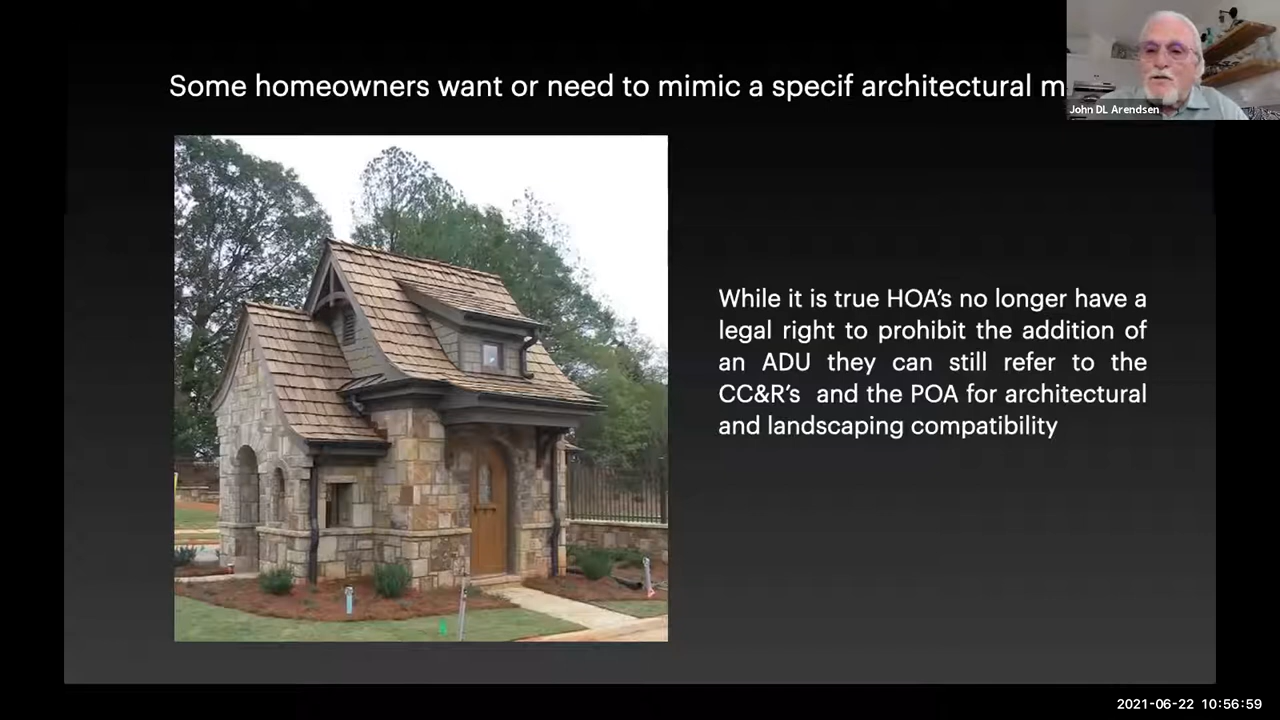 Some homeowners want or need to mimic a specif architectural m
John DL Arendsen
While it is true HOA's no longer have a
legal right to prohibit the addition of
an ADU they can still refer to the
CC&R's and the POA for architectural
and landscaping compatibility
2021-06-22 10:56:59